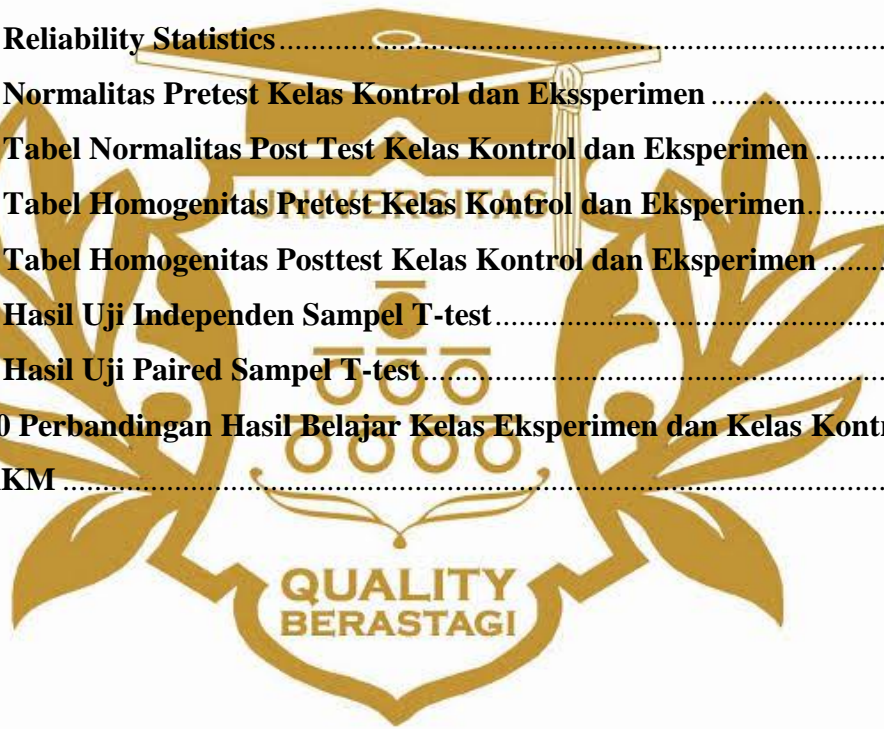 Reliability Statistics
Normalitas Pretest Kelas Kontrol dan Ekssperimen
Tabel Normalitas Post Test Kelas Kontrol dan Eksperimen
UNIVERSITAS
Tabel Homogenitas Pretest Kelas Kontrol dan Eksperimen
Tabel Homogenitas Posttest Kelas Kontrol dan Eksperimen
Hasil Uji Independen Sampel T-test
Hasil Uji Paired Sampel T-test
0 Perbandingan Hasil Belajar Kelas Eksperimen dan Kelas Kontr
KM
QUALITY
BERASTAGI